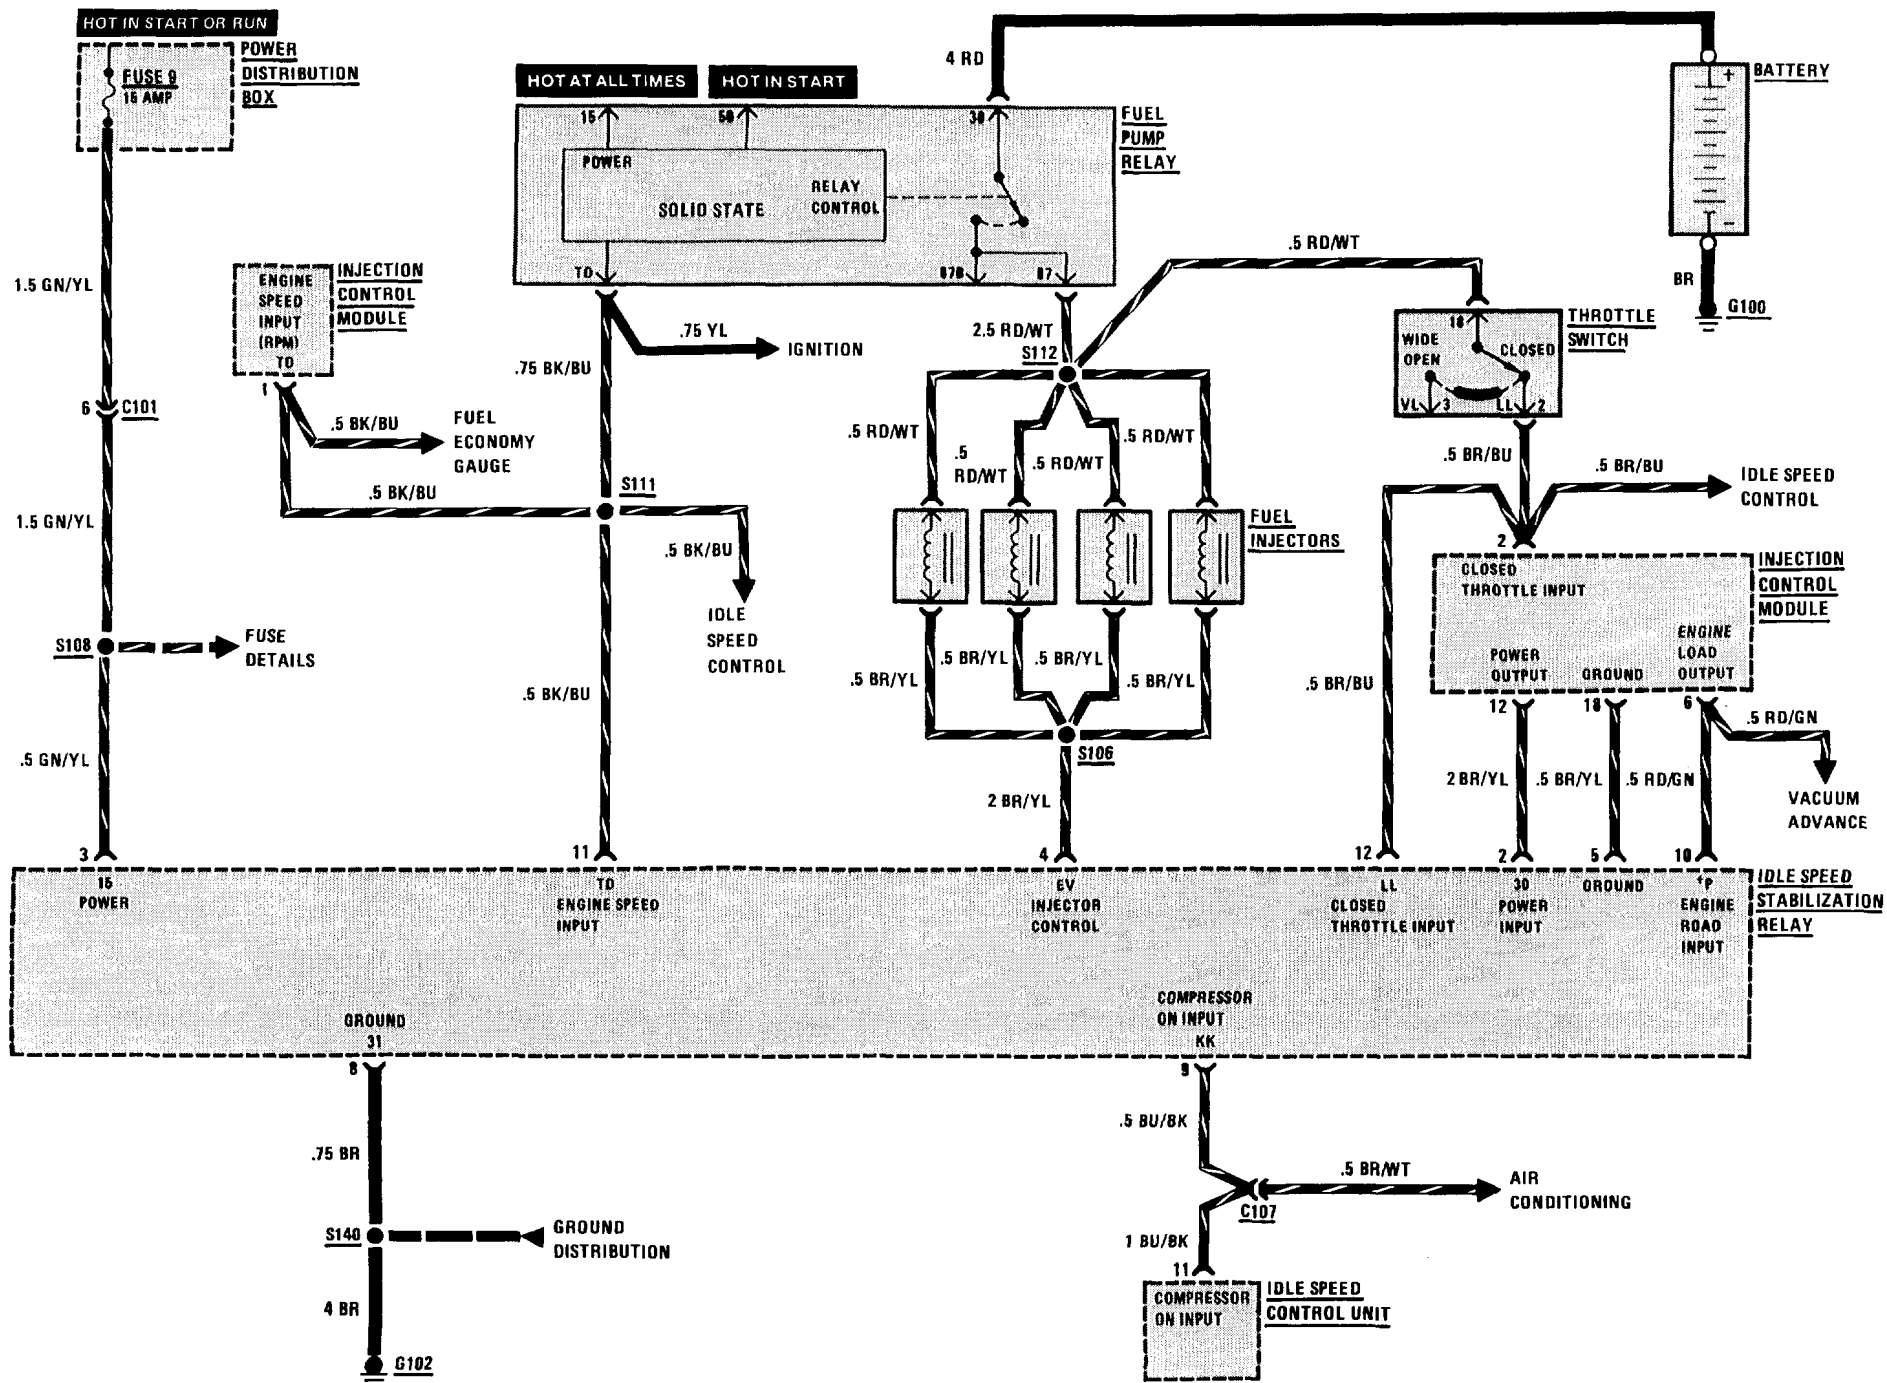 HOT IN START OR RUN
POWER
DISTRIBUTION
BOX
FUSE 9
15 AMP
1.5 GN/YL
6
C101
1.5 GN/YL
S108
FUSE
DETAILS
.5 GN/YL
3
ENGINE
SPEED
INPUT
(RPM)
TD
INJECTION
CONTROL
MODULE
1
.5 BK/BU
FUEL
ECONOMY
GAUGE
.5 BK/BU
HOT AT ALL TIMES
HOT IN START
15
50
30
POWER
SOLID STATE
RELAY
CONTROL
TD
87B
87
FUEL
PUMP
RELAY
4 RD
BATTERY
+
-
BR
G100
.75 YL
IGNITION
.75 BK/BU
S111
.5 BK/BU
IDLE
SPEED
CONTROL
.5 BK/BU
11
2.5 RD/WT
S112
.5 RD/WT
.5 RD/WT
.5
RD/WT
.5 RD/WT
.5 RD/WT
FUEL
INJECTORS
.5 BR/YL
.5 BR/YL
.5 BR/YL
.5 BR/YL
S106
2 BR/YL
4
THROTTLE
SWITCH
18
WIDE
OPEN
CLOSED
VL
3
LL
2
.5 BR/BU
.5 BR/BU
IDLE SPEED
CONTROL
2
CLOSED
THROTTLE INPUT
INJECTION
CONTROL
MODULE
POWER
OUTPUT
GROUND
ENGINE
LOAD
OUTPUT
12
18
6
.5 BR/BU
.5 RD/GN
2 BR/YL
.5 BR/YL
.5 RD/GN
VACUUM
ADVANCE
12
2
5
10
15
POWER
TD
ENGINE SPEED
INPUT
EV
INJECTOR
CONTROL
LL
CLOSED
THROTTLE INPUT
30
POWER
INPUT
GROUND
P
ENGINE
ROAD
INPUT
IDLE SPEED
STABILIZATION
RELAY
GROUND
31
COMPRESSOR
ON INPUT
KK
8
.75 BR
S140
GROUND
DISTRIBUTION
4 BR
G102
9
.5 BU/BK
.5 BR/WT
AIR
CONDITIONING
C107
1 BU/BK
11
COMPRESSOR
ON INPUT
IDLE SPEED
CONTROL UNIT